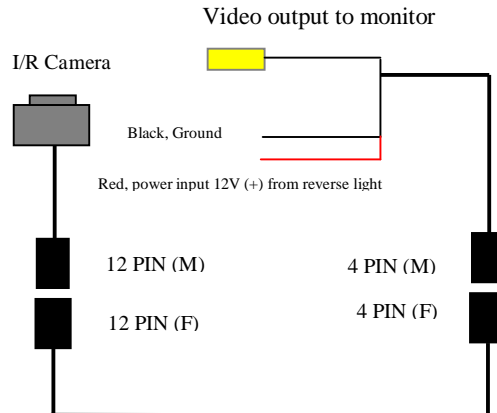 Video output to monitor
I/R Camera
Black, Ground
Red, power input 12V (+) from reverse light
12 PIN (M)
4 PIN (M)
12 PIN (F)
4 PIN (F)